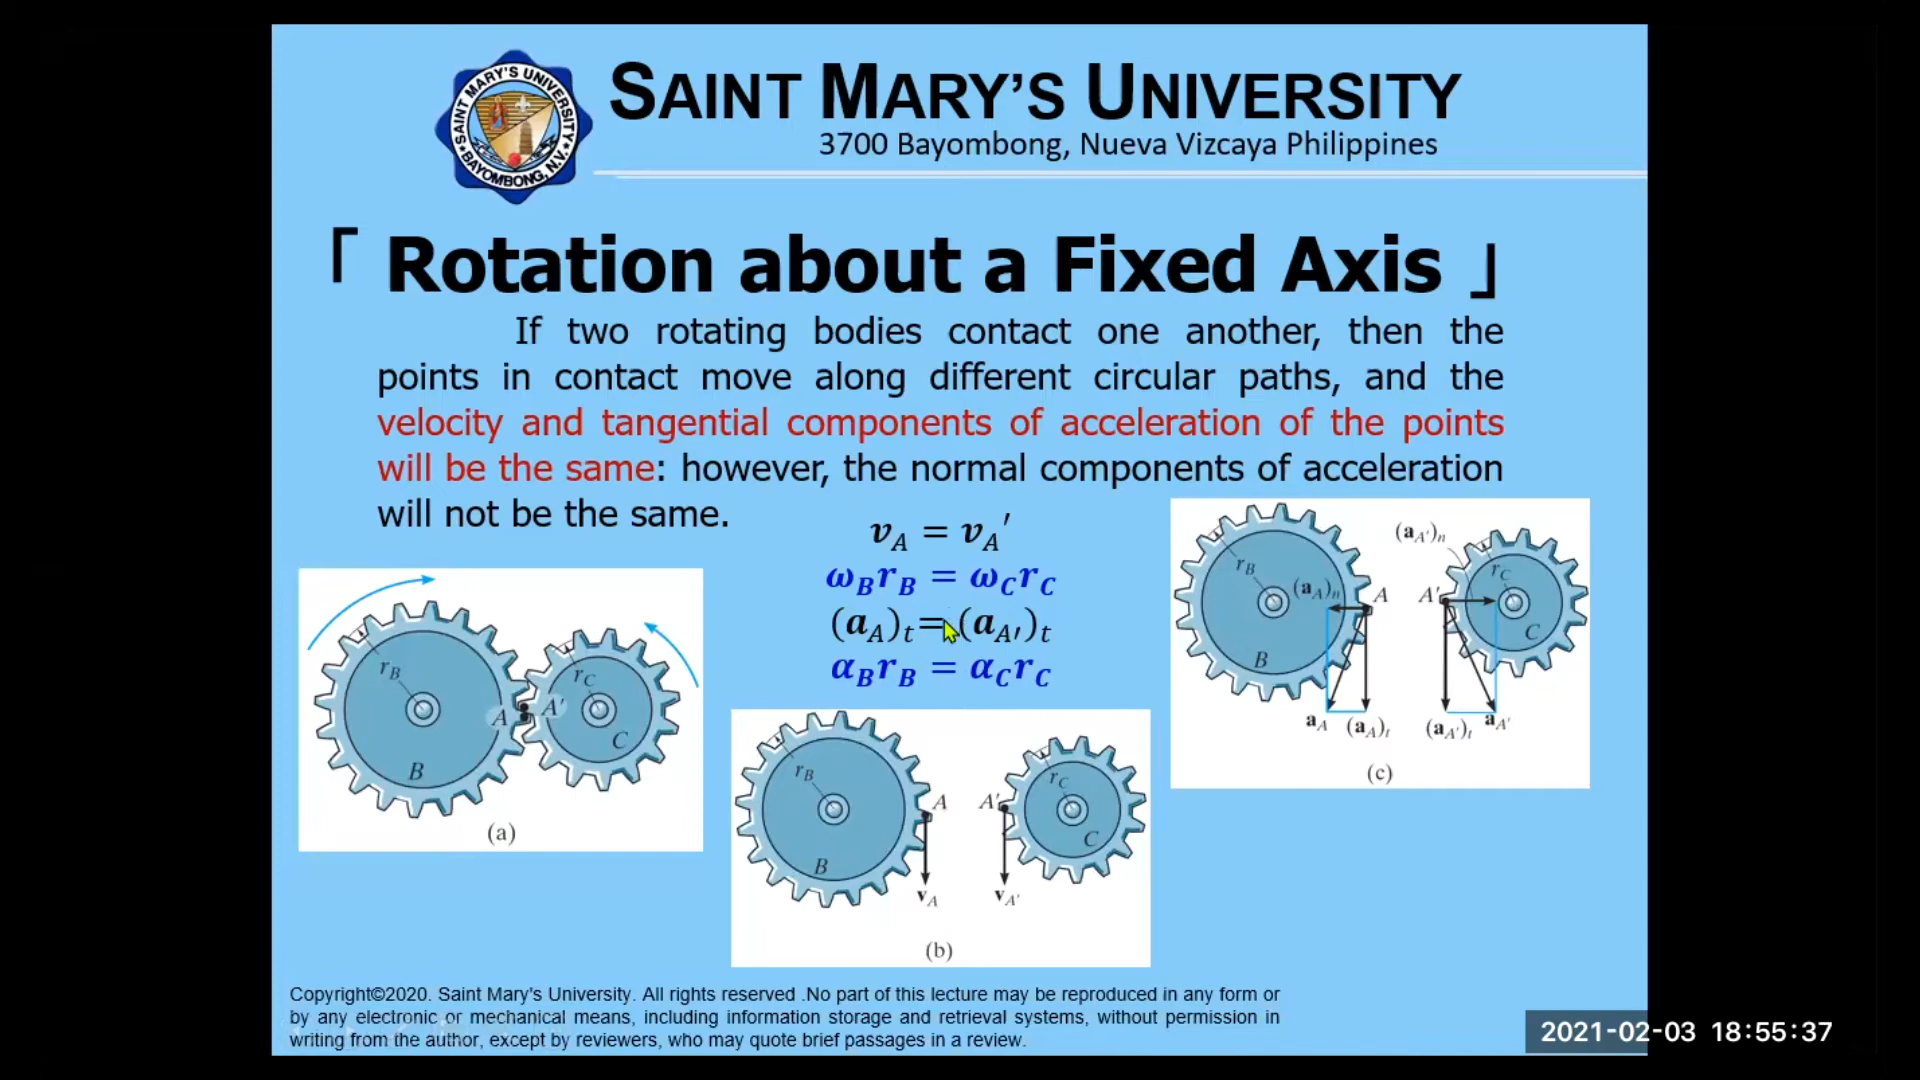 SAINT MARY'S UNIVERSITY
BAYOMBONG, N.V.
SAINT MARY'S UNIVERSITY
3700 Bayombong, Nueva Vizcaya Philippines
「 Rotation about a Fixed Axis 」
If two rotating bodies contact one another, then the
points in contact move along different circular paths, and the
velocity and tangential components of acceleration of the points
will be the same: however, the normal components of acceleration
will not be the same.
v_A = v_A′
ω_B r_B = ω_C r_C
(a_A)_t = (a_A′)_t
α_B r_B = α_C r_C
r_B
r_C
A
A′
B
C
(a)
r_B
r_C
A
A′
B
C
v_A
v_A′
(b)
(a_A′)_n
r_B
r_C
(a_A)_n
A
A′
B
C
a_A
(a_A)_t
(a_A′)_t
a_A′
(c)
Copyright©2020. Saint Mary's University. All rights reserved .No part of this lecture may be reproduced in any form or
by any electronic or mechanical means, including information storage and retrieval systems, without permission in
writing from the author, except by reviewers, who may quote brief passages in a review.
2021-02-03 18:55:37